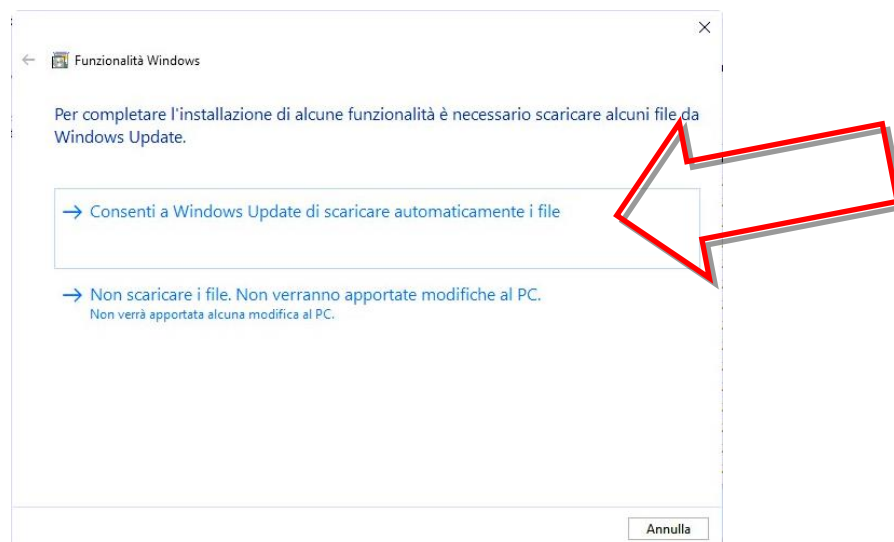 Funzionalità Windows
Per completare l'installazione di alcune funzionalità è necessario scaricare alcuni file da
Windows Update.
Consenti a Windows Update di scaricare automaticamente i file
Non scaricare i file. Non verranno apportate modifiche al PC.
Non verrà apportata alcuna modifica al PC.
Annulla